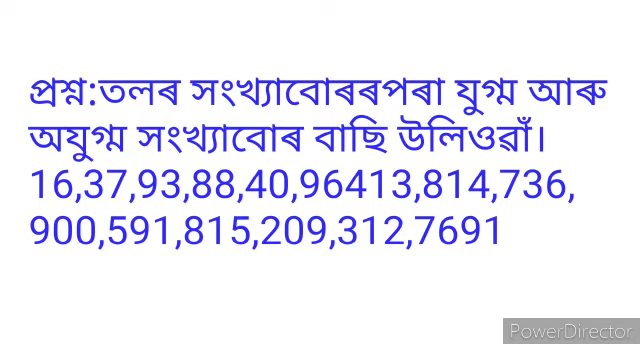 প্ৰশ্ন:তলৰ সংখ্যাবোৰৰপৰা যুগ্ম আৰু
অযুগ্ম সংখ্যাবোৰ বাছি উলিওৱাঁ।
16,37,93,88,40,96413,814,736,
900,591,815,209,312,7691
PowerDirector